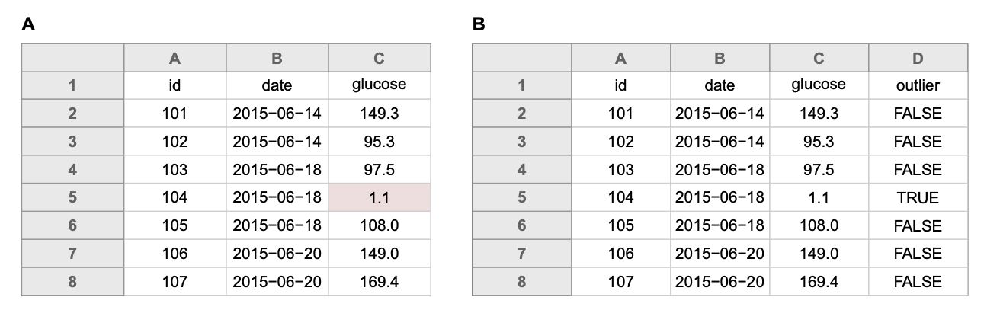 A
A B C
1 id date glucose
2 101 2015−06−14 149.3
3 102 2015−06−14 95.3
4 103 2015−06−18 97.5
5 104 2015−06−18 1.1
6 105 2015−06−18 108.0
7 106 2015−06−20 149.0
8 107 2015−06−20 169.4
B
A B C D
1 id date glucose outlier
2 101 2015−06−14 149.3 FALSE
3 102 2015−06−14 95.3 FALSE
4 103 2015−06−18 97.5 FALSE
5 104 2015−06−18 1.1 TRUE
6 105 2015−06−18 108.0 FALSE
7 106 2015−06−20 149.0 FALSE
8 107 2015−06−20 169.4 FALSE